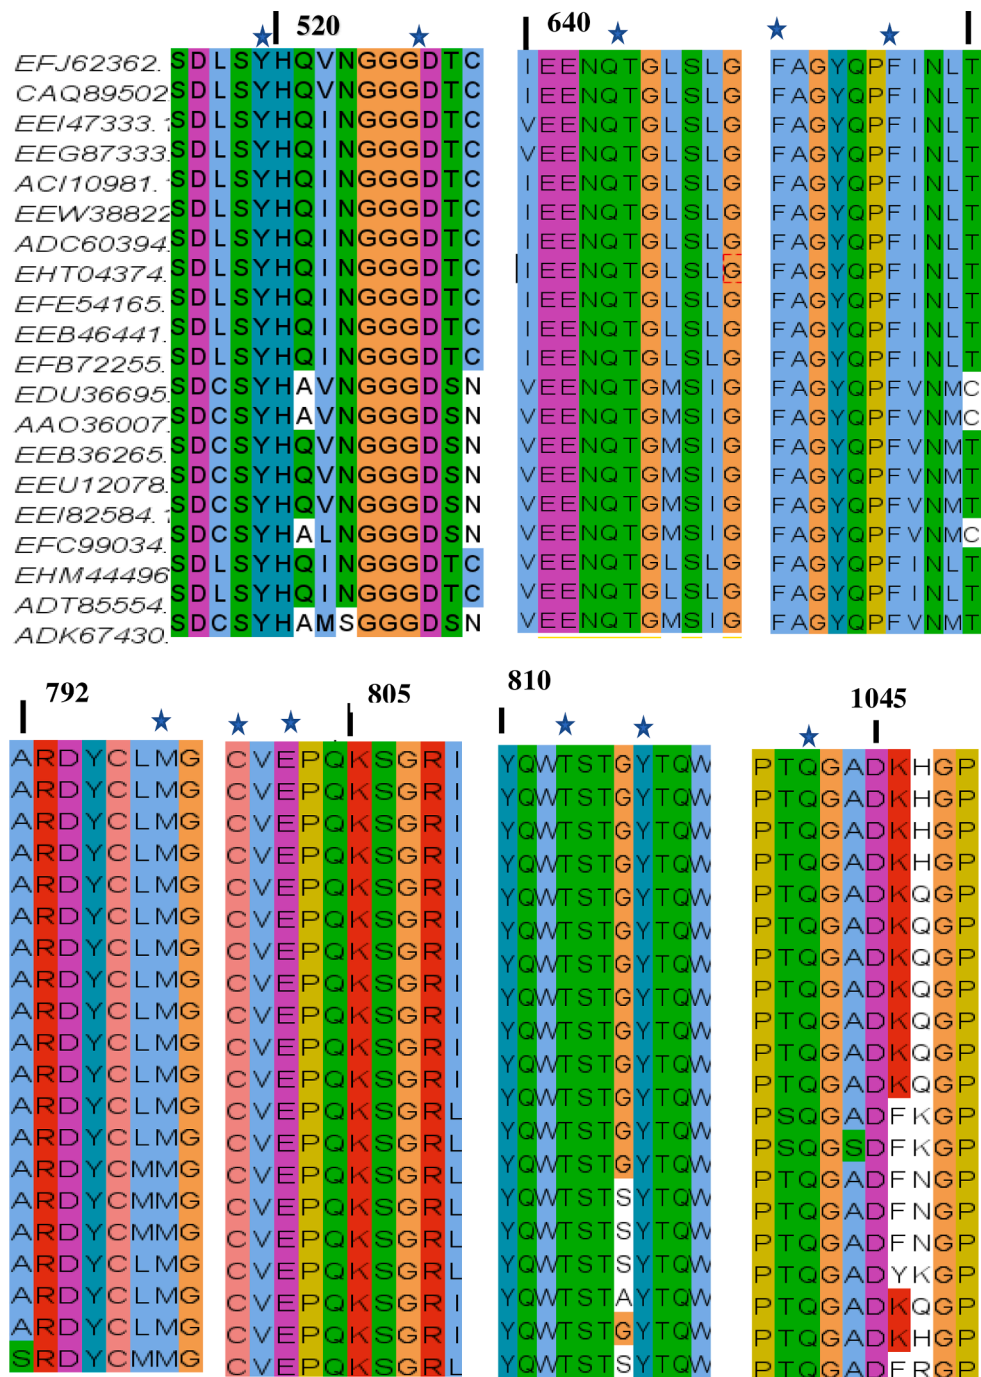 520 640
EFJ62362. SDLSYHQVNGGGDTC IEENQTGLSLG FAGYQPFINLT
CAQ89502 SDLSYHQVNGGGDTC IEENQTGLSLG FAGYQPFINLT
EEI47333. SDLSYHQINGGGDTC VEENQTGLSLG FAGYQPFINLT
EEG87333. SDLSYHQINGGGDTC VEENQTGLSLG FAGYQPFINLT
ACI10981. SDLSYHQINGGGDTC IEENQTGLSLG FAGYQPFINLT
EEW38822 SDLSYHQINGGGDTC IEENQTGLSLG FAGYQPFINLT
ADC60394. SDLSYHQINGGGDTC IEENQTGLSLG FAGYQPFINLT
EHT04374. SDLSYHQINGGGDTC IEENQTGLSLG FAGYQPFINLT
EFE54165. SDLSYHQINGGGDTC IEENQTGLSLG FAGYQPFINLT
EEB46441. SDLSYHQINGGGDTC IEENQTGLSLG FAGYQPFINLT
EFB72255. SDLSYHQINGGGDTC IEENQTGLSLG FAGYQPFINLT
EDU36695. SDCSYHAVNGGGDSN VEENQTGMSIG FAGYQPFVNMC
AAO36007. SDCSYHAVNGGGDSN VEENQTGMSIG FAGYQPFVNMC
EEB36265. SDCSYHQVNGGGDSN VEENQTGMSIG FAGYQPFVNMT
EEU12078. SDCSYHQVNGGGDSN VEENQTGMSIG FAGYQPFVNMT
EEI82584. SDCSYHQVNGGGDSN VEENQTGMSIG FAGYQPFVNMT
EFC99034. SDCSYHALNGGGDSN VEENQTGMSIG FAGYQPFVNMC
EHM44496 SDLSYHQINGGGDTC IEENQTGLSLG FAGYQPFINLT
ADT85554. SDLSYHQINGGGDTC IEENQTGLSLG FAGYQPFINLT
ADK67430. SDCSYHAMSGGGDSN VEENQTGMSIG FAGYQPFVNMT
792 805 810 1045
ARDYCLMG CVEPQKSGRI YQWTSTGYTQW PTQGADKHGP
ARDYCLMG CVEPQKSGRI YQWTSTGYTQW PTQGADKHGP
ARDYCLMG CVEPQKSGRI YQWTSTGYTQW PTQGADKHGP
ARDYCLMG CVEPQKSGRI YQWTSTGYTQW PTQGADKHGP
ARDYCLMG CVEPQKSGRI YQWTSTGYTQW PTQGADKQGP
ARDYCLMG CVEPQKSGRI YQWTSTGYTQW PTQGADKQGP
ARDYCLMG CVEPQKSGRI YQWTSTGYTQW PTQGADKQGP
ARDYCLMG CVEPQKSGRI YQWTSTGYTQW PTQGADKQGP
ARDYCLMG CVEPQKSGRI YQWTSTGYTQW PTQGADKQGP
ARDYCLMG CVEPQKSGRI YQWTSTGYTQW PTQGADKQGP
ARDYCLMG CVEPQKSGRI YQWTSTGYTQW PTQGADKQGP
ARDYCLMG CVEPQKSGRL YQWTSTGYTQW PSQGADFKGP
ARDYCLMG CVEPQKSGRL YQWTSTGYTQW PSQGSDFKGP
ARDYCMMG CVEPQKSGRL YQWTSTSYTQW PTQGADFNGP
ARDYCMMG CVEPQKSGRL YQWTSTSYTQW PTQGADFNGP
ARDYCMMG CVEPQKSGRL YQWTSTSYTQW PTQGADFNGP
ARDYCLMG CVEPQKSGRL YQWTSTAYTQW PTQGADYKGP
ARDYCLMG CVEPQKSGRI YQWTSTGYTQW PTQGADKQGP
ARDYCLMG CVEPQKSGRI YQWTSTSYTQW PTQGADKHGP
SRDYCMMG CVEPQKSGRL PTQGADFRGP